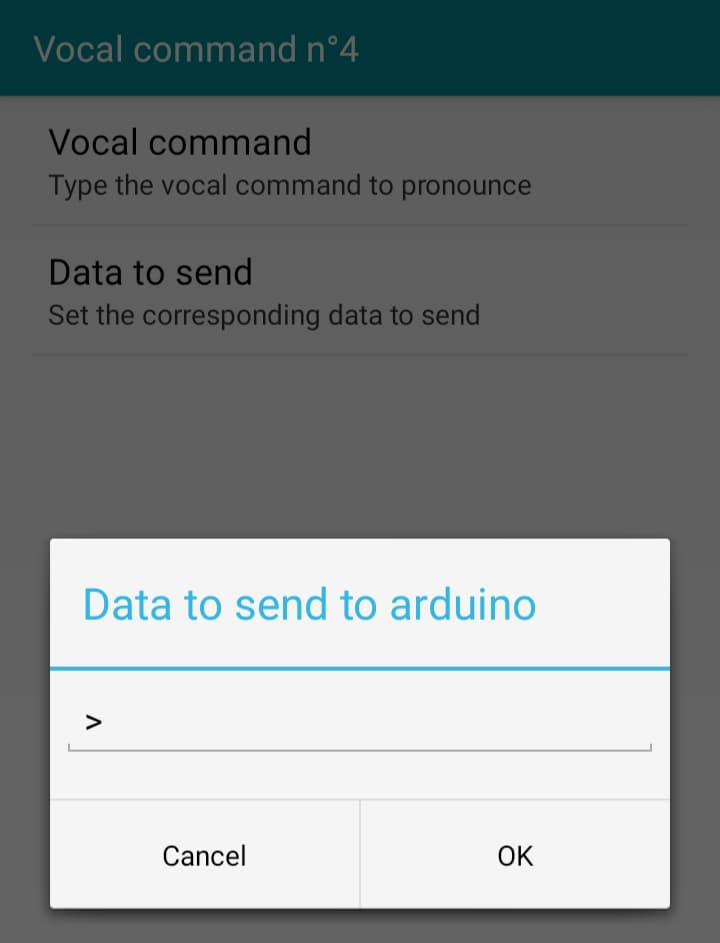 Vocal command n°4
Vocal command
Type the vocal command to pronounce
Data to send
Set the corresponding data to send
Data to send to arduino
>
Cancel
OK